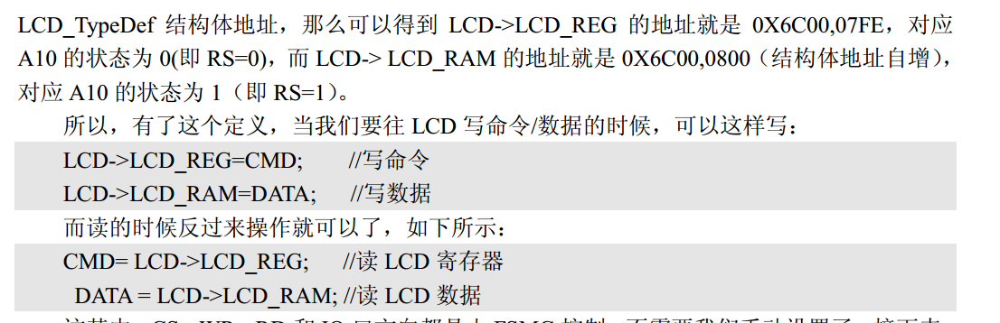 LCD_TypeDef 结构体地址，那么可以得到 LCD->LCD_REG 的地址就是 0X6C00,07FE，对应
A10 的状态为 0(即 RS=0)，而 LCD-> LCD_RAM 的地址就是 0X6C00,0800（结构体地址自增），
对应 A10 的状态为 1（即 RS=1）。
所以，有了这个定义，当我们要往 LCD 写命令/数据的时候，可以这样写：
LCD->LCD_REG=CMD; //写命令
LCD->LCD_RAM=DATA; //写数据
而读的时候反过来操作就可以了，如下所示：
CMD= LCD->LCD_REG; //读 LCD 寄存器
DATA = LCD->LCD_RAM; //读 LCD 数据